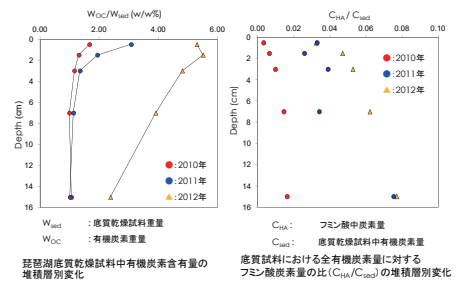 W_OC/W_sed (w/w%)
0.00 2.00 4.00 6.00
0
2
4
6
8
10
12
14
16
Depth (cm)
:2010年
:2011年
:2012年
W_sed :底質乾燥試料重量
W_OC :有機炭素重量
琵琶湖底質乾燥試料中有機炭素含有量の
堆積層別変化
C_HA / C_sed
0.00 0.02 0.04 0.06 0.08 0.10
0
2
4
6
8
10
12
14
16
Depth (cm)
:2010年
:2011年
:2012年
C_HA : フミン酸中炭素量
C_sed : 底質乾燥試料中炭素量
底質試料における全有機炭素量に対する
フミン酸炭素量の比(C_HA/C_sed)の堆積層別変化